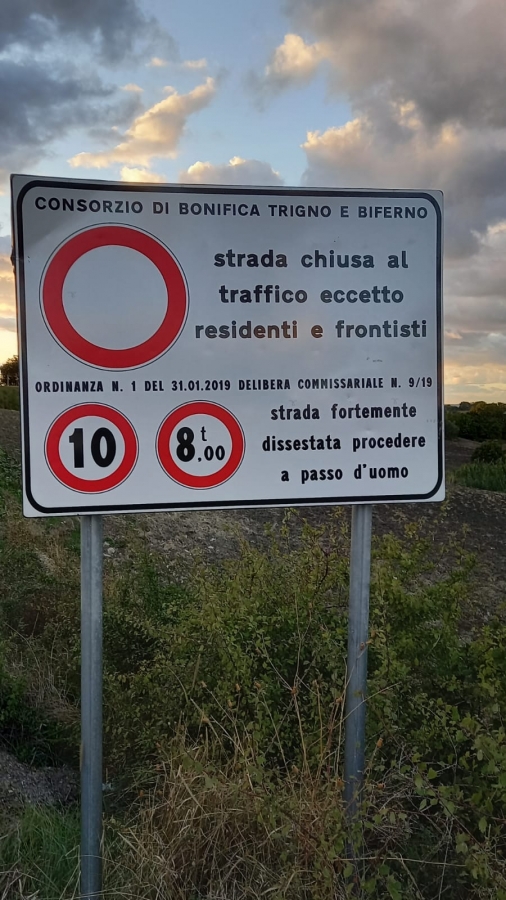 CONSORZIO DI BONIFICA TRIGNO E BIFERNO
strada chiusa al
traffico eccetto
residenti e frontisti
ORDINANZA N. 1 DEL 31.01.2019 DELIBERA COMMISSARIALE N. 9/19
10
8,00 t
strada fortemente
dissestata procedere
a passo d'uomo